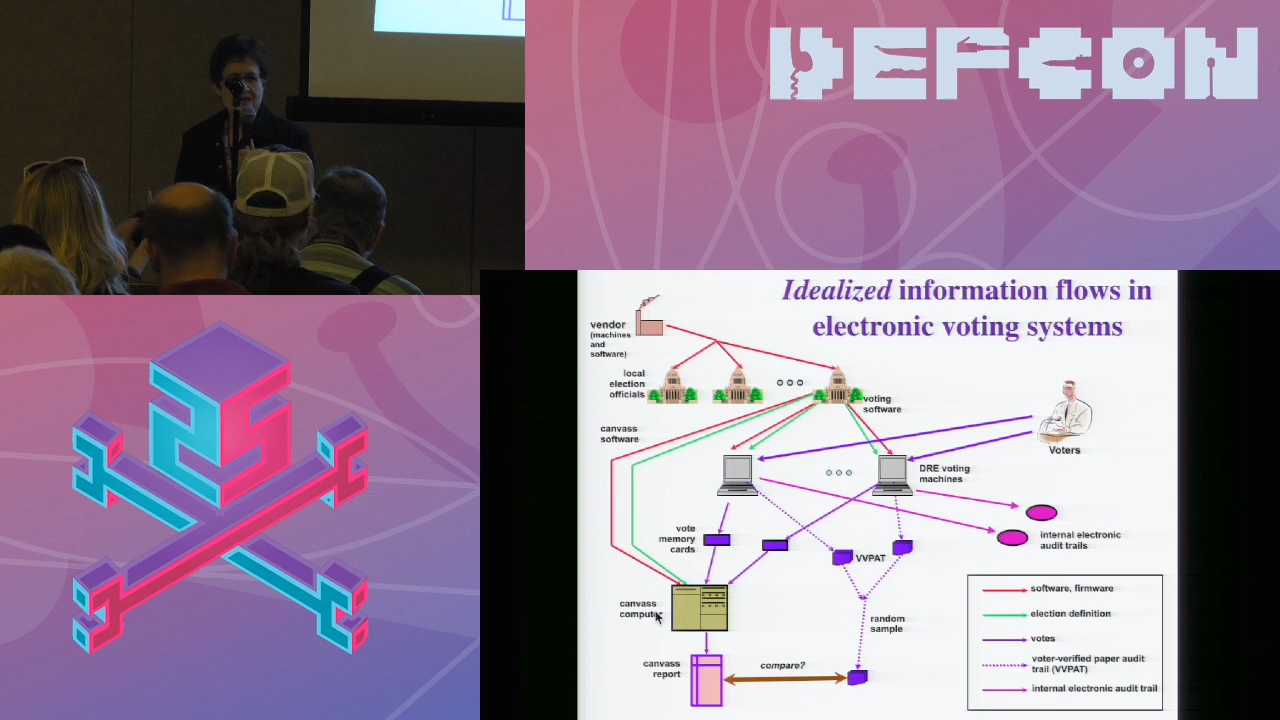 DEFCON
Idealized information flows in
electronic voting systems
vendor
(machines
and
software)
local
election
officials
voting
software
canvass
software
Voters
DRE voting
machines
vote
memory
cards
internal electronic
audit trails
VVPAT
canvass
computer
random
sample
canvass
report
compare?
software, firmware
election definition
votes
voter-verified paper audit
trail (VVPAT)
internal electronic audit trail